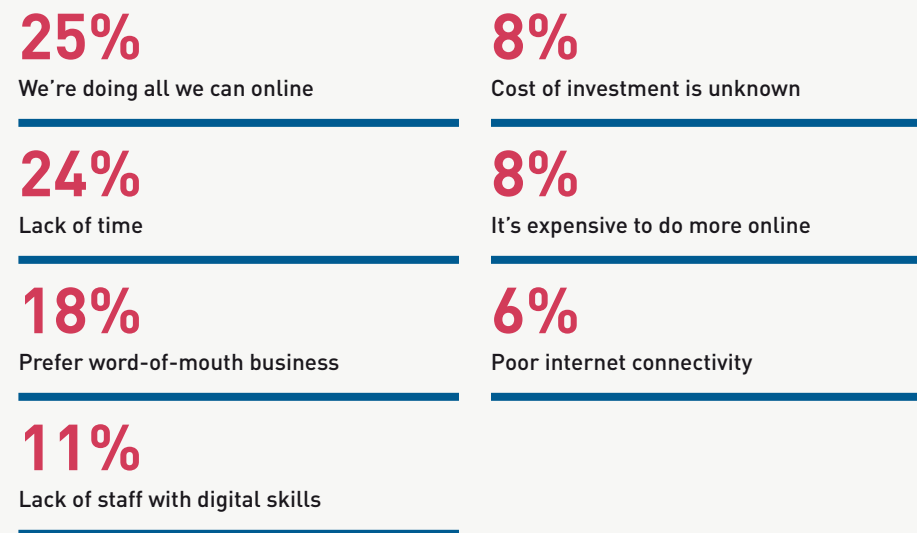 25%
We’re doing all we can online
24%
Lack of time
18%
Prefer word-of-mouth business
11%
Lack of staff with digital skills
8%
Cost of investment is unknown
8%
It’s expensive to do more online
6%
Poor internet connectivity